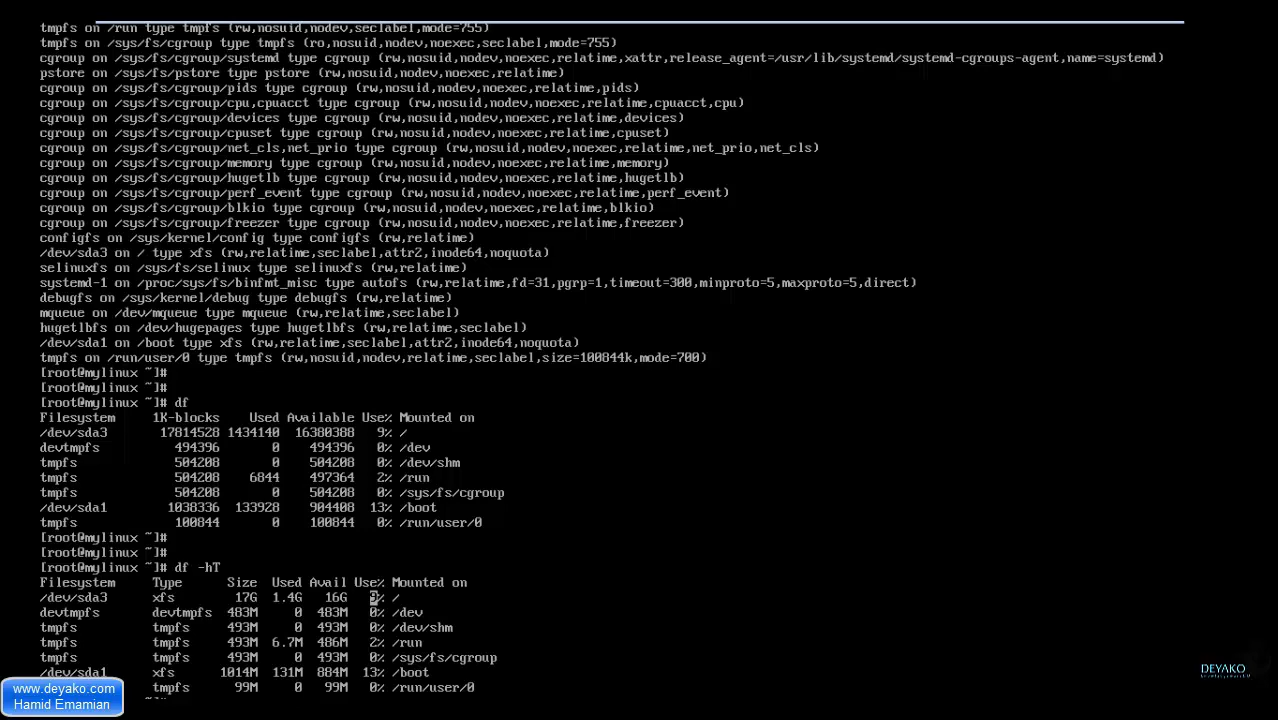 tmpfs on /run type tmpfs (rw,nosuid,nodev,seclabel,mode=755)
tmpfs on /sys/fs/cgroup type tmpfs (ro,nosuid,nodev,noexec,seclabel,mode=755)
cgroup on /sys/fs/cgroup/systemd type cgroup (rw,nosuid,nodev,noexec,relatime,xattr,release_agent=/usr/lib/systemd/systemd-cgroups-agent,name=systemd)
pstore on /sys/fs/pstore type pstore (rw,nosuid,nodev,noexec,relatime)
cgroup on /sys/fs/cgroup/pids type cgroup (rw,nosuid,nodev,noexec,relatime,pids)
cgroup on /sys/fs/cgroup/cpu,cpuacct type cgroup (rw,nosuid,nodev,noexec,relatime,cpuacct,cpu)
cgroup on /sys/fs/cgroup/devices type cgroup (rw,nosuid,nodev,noexec,relatime,devices)
cgroup on /sys/fs/cgroup/cpuset type cgroup (rw,nosuid,nodev,noexec,relatime,cpuset)
cgroup on /sys/fs/cgroup/net_cls,net_prio type cgroup (rw,nosuid,nodev,noexec,relatime,net_prio,net_cls)
cgroup on /sys/fs/cgroup/memory type cgroup (rw,nosuid,nodev,noexec,relatime,memory)
cgroup on /sys/fs/cgroup/hugetlb type cgroup (rw,nosuid,nodev,noexec,relatime,hugetlb)
cgroup on /sys/fs/cgroup/perf_event type cgroup (rw,nosuid,nodev,noexec,relatime,perf_event)
cgroup on /sys/fs/cgroup/blkio type cgroup (rw,nosuid,nodev,noexec,relatime,blkio)
cgroup on /sys/fs/cgroup/freezer type cgroup (rw,nosuid,nodev,noexec,relatime,freezer)
configfs on /sys/kernel/config type configfs (rw,relatime)
/dev/sda3 on / type xfs (rw,relatime,seclabel,attr2,inode64,noquota)
selinuxfs on /sys/fs/selinux type selinuxfs (rw,relatime)
systemd-1 on /proc/sys/fs/binfmt_misc type autofs (rw,relatime,fd=31,pgrp=1,timeout=300,minproto=5,maxproto=5,direct)
debugfs on /sys/kernel/debug type debugfs (rw,relatime)
mqueue on /dev/mqueue type mqueue (rw,relatime,seclabel)
hugetlbfs on /dev/hugepages type hugetlbfs (rw,relatime,seclabel)
/dev/sda1 on /boot type xfs (rw,relatime,seclabel,attr2,inode64,noquota)
tmpfs on /run/user/0 type tmpfs (rw,nosuid,nodev,relatime,seclabel,size=100844k,mode=700)
[root@mylinux ~]#
[root@mylinux ~]#
[root@mylinux ~]# df
Filesystem 1K-blocks Used Available Use% Mounted on
/dev/sda3 17814528 1434140 16380388 9% /
devtmpfs 494396 0 494396 0% /dev
tmpfs 504208 0 504208 0% /dev/shm
tmpfs 504208 6844 497364 2% /run
tmpfs 504208 0 504208 0% /sys/fs/cgroup
/dev/sda1 1038336 133928 904408 13% /boot
tmpfs 100844 0 100844 0% /run/user/0
[root@mylinux ~]#
[root@mylinux ~]#
[root@mylinux ~]# df -hT
Filesystem Type Size Used Avail Use% Mounted on
/dev/sda3 xfs 17G 1.4G 16G 9% /
devtmpfs devtmpfs 483M 0 483M 0% /dev
tmpfs tmpfs 493M 0 493M 0% /dev/shm
tmpfs tmpfs 493M 6.7M 486M 2% /run
tmpfs tmpfs 493M 0 493M 0% /sys/fs/cgroup
/dev/sda1 xfs 1014M 131M 884M 13% /boot
tmpfs 99M 0 99M 0% /run/user/0
www.deyako.com
Hamid Emamian
DEYAKO